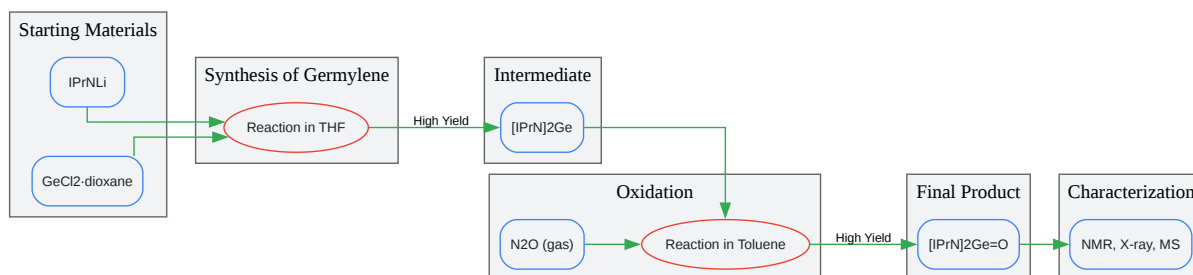 Starting Materials
IPrNLi
GeCl2·dioxane
Synthesis of Germylene
Reaction in THF
High Yield
Intermediate
[IPrN]2Ge
Oxidation
N2O (gas)
Reaction in Toluene
High Yield
Final Product
[IPrN]2Ge=O
Characterization
NMR, X-ray, MS